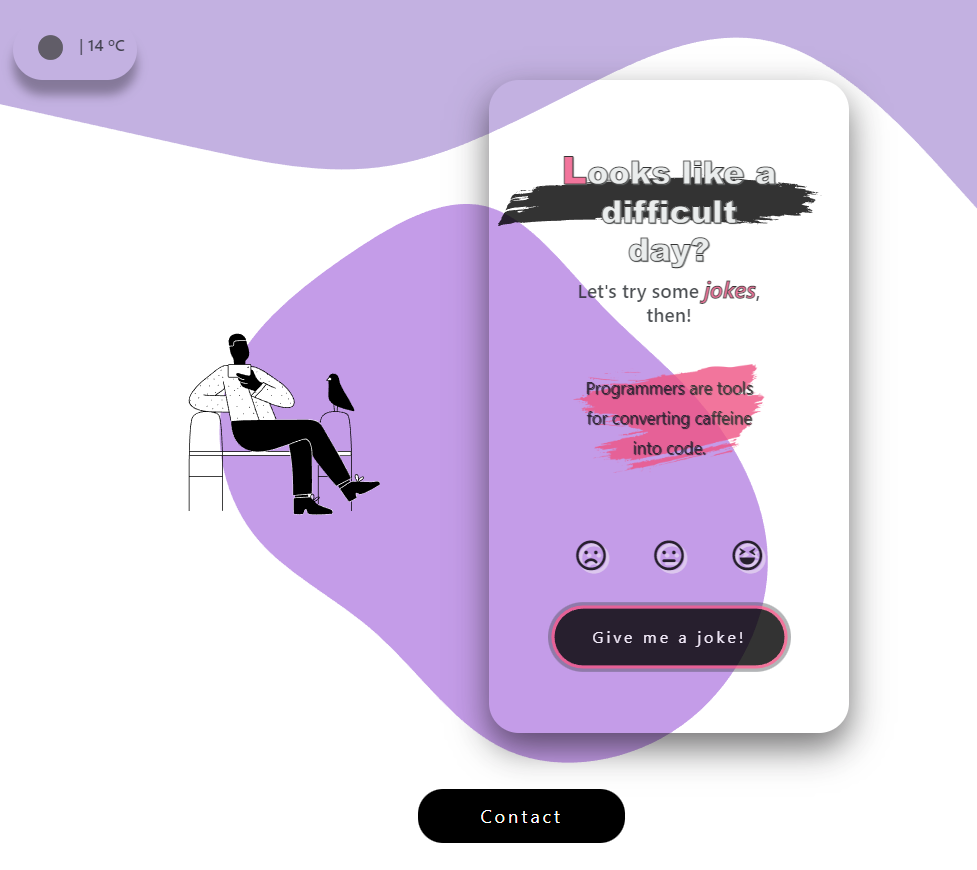 | 14 ºC
Looks like a
difficult
day?
Let's try some jokes,
then!
Programmers are tools
for converting caffeine
into code.
Give me a joke!
Contact